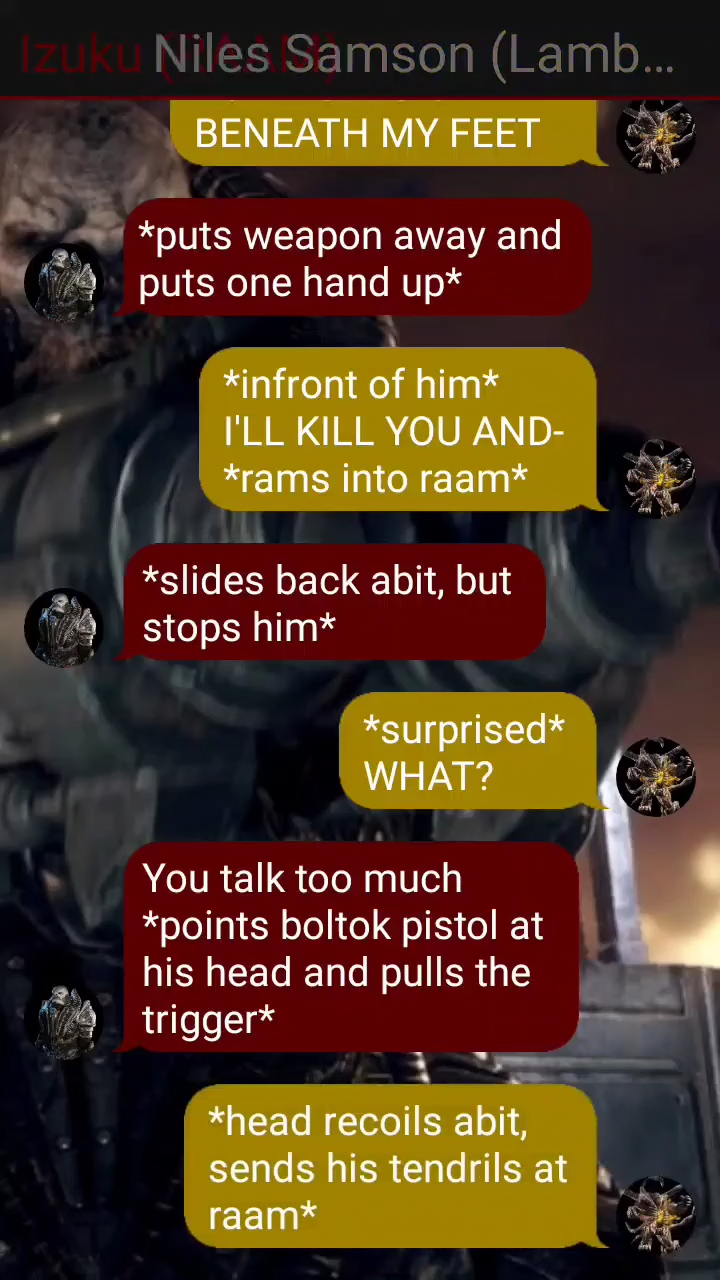 Izuku Niles Samson (Lamb...
BENEATH MY FEET
*puts weapon away and
puts one hand up*
*infront of him*
I'LL KILL YOU AND-
*rams into raam*
*slides back abit, but
stops him*
*surprised*
WHAT?
You talk too much
*points boltok pistol at
his head and pulls the
trigger*
*head recoils abit,
sends his tendrils at
raam*